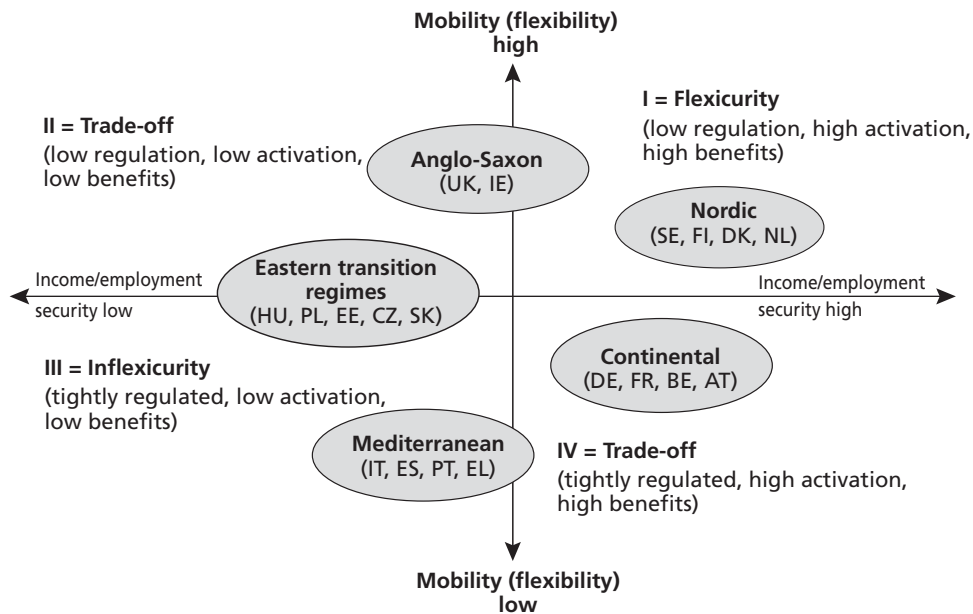 Mobility (flexibility)
high
I = Flexicurity
(low regulation, high activation,
high benefits)
II = Trade-off
(low regulation, low activation,
low benefits)
Anglo-Saxon
(UK, IE)
Nordic
(SE, FI, DK, NL)
Income/employment
security low
Eastern transition
regimes
(HU, PL, EE, CZ, SK)
Income/employment
security high
Continental
(DE, FR, BE, AT)
III = Inflexicurity
(tightly regulated, low activation,
low benefits)
Mediterranean
(IT, ES, PT, EL)
IV = Trade-off
(tightly regulated, high activation,
high benefits)
Mobility (flexibility)
low